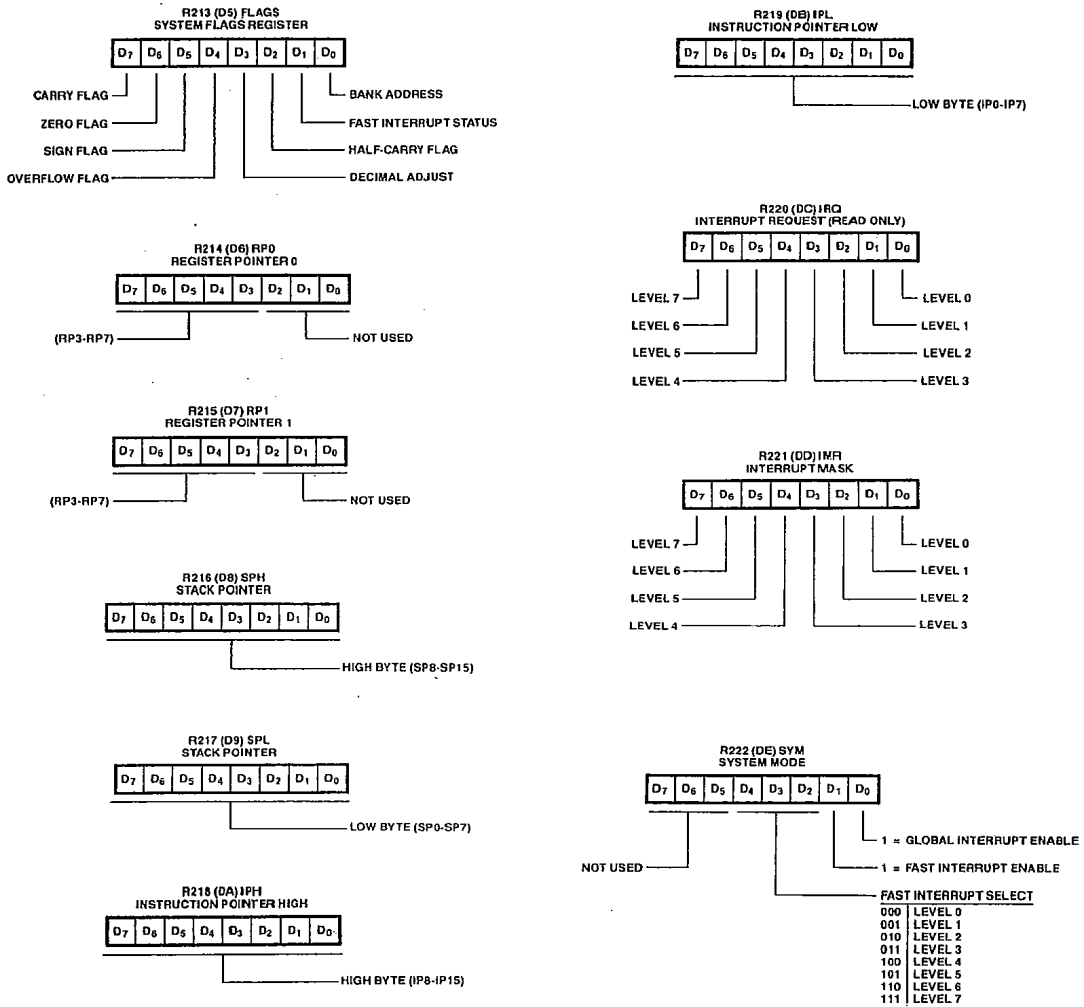 R213 (D5) FLAGS
SYSTEM FLAGS REGISTER
D7 D6 D5 D4 D3 D2 D1 D0
CARRY FLAG
ZERO FLAG
SIGN FLAG
OVERFLOW FLAG
BANK ADDRESS
FAST INTERRUPT STATUS
HALF-CARRY FLAG
DECIMAL ADJUST
R214 (D6) RP0
REGISTER POINTER 0
D7 D6 D5 D4 D3 D2 D1 D0
(RP3-RP7)
NOT USED
R215 (D7) RP1
REGISTER POINTER 1
D7 D6 D5 D4 D3 D2 D1 D0
(RP3-RP7)
NOT USED
R216 (D8) SPH
STACK POINTER
D7 D6 D5 D4 D3 D2 D1 D0
HIGH BYTE (SP8-SP15)
R217 (D9) SPL
STACK POINTER
D7 D6 D5 D4 D3 D2 D1 D0
LOW BYTE (SP0-SP7)
R218 (DA) IPH
INSTRUCTION POINTER HIGH
D7 D6 D5 D4 D3 D2 D1 D0
HIGH BYTE (IP8-IP15)
R219 (DB) IPL
INSTRUCTION POINTER LOW
D7 D6 D5 D4 D3 D2 D1 D0
LOW BYTE (IP0-IP7)
R220 (DC) IRQ
INTERRUPT REQUEST (READ ONLY)
D7 D6 D5 D4 D3 D2 D1 D0
LEVEL 7
LEVEL 6
LEVEL 5
LEVEL 4
LEVEL 0
LEVEL 1
LEVEL 2
LEVEL 3
R221 (DD) IMR
INTERRUPT MASK
D7 D6 D5 D4 D3 D2 D1 D0
LEVEL 7
LEVEL 6
LEVEL 5
LEVEL 4
LEVEL 0
LEVEL 1
LEVEL 2
LEVEL 3
R222 (DE) SYM
SYSTEM MODE
D7 D6 D5 D4 D3 D2 D1 D0
NOT USED
1 = GLOBAL INTERRUPT ENABLE
1 = FAST INTERRUPT ENABLE
FAST INTERRUPT SELECT
000 LEVEL 0
001 LEVEL 1
010 LEVEL 2
011 LEVEL 3
100 LEVEL 4
101 LEVEL 5
110 LEVEL 6
111 LEVEL 7